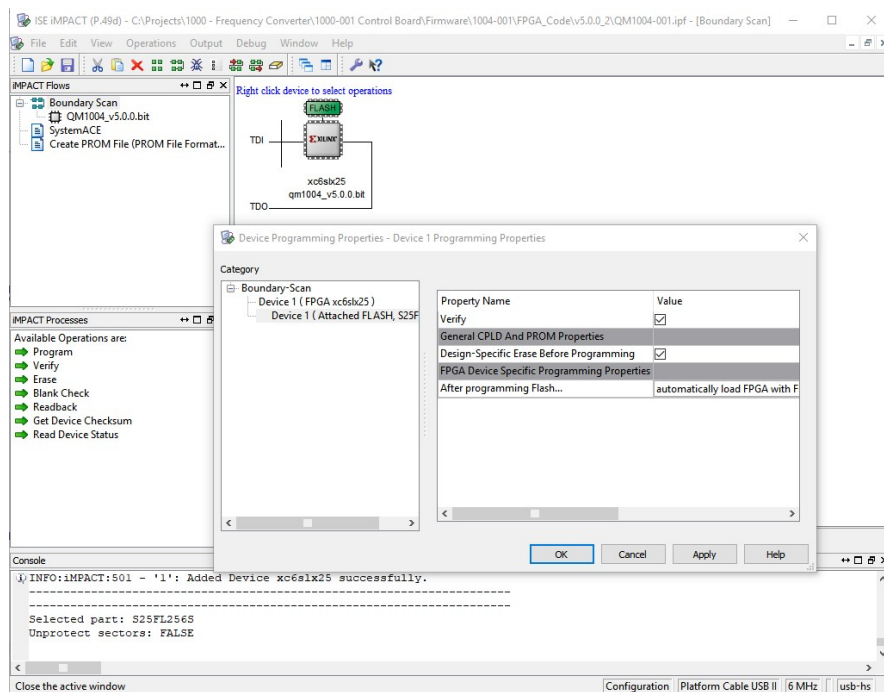 ISE iMPACT (P.49d) - C:\Projects\1000 - Frequency Converter\1000-001 Control Board\Firmware\1004-001\FPGA_Code\v5.0.0_2\QM1004-001.ipf - [Boundary Scan]
File Edit View Operations Output Debug Window Help
iMPACT Flows
Boundary Scan
QM1004_v5.0.0.bit
SystemACE
Create PROM File (PROM File Format...
Right click device to select operations
FLASH
TDI
XILINX
xc6slx25
qm1004_v5.0.0.bit
TDO
Device Programming Properties - Device 1 Programming Properties
Category
Boundary-Scan
Device 1 ( FPGA xc6slx25 )
Device 1 ( Attached FLASH, S25F
Property Name Value
Verify
General CPLD And PROM Properties
Design-Specific Erase Before Programming
FPGA Device Specific Programming Properties
After programming Flash... automatically load FPGA with F
OK Cancel Apply Help
iMPACT Processes
Available Operations are:
Program
Verify
Erase
Blank Check
Readback
Get Device Checksum
Read Device Status
Console
INFO:iMPACT:501 - '1': Added Device xc6slx25 successfully.
----------------------------------------------------------------------
----------------------------------------------------------------------
Selected part: S25FL256S
Unprotect sectors: FALSE
Close the active window
Configuration Platform Cable USB II 6 MHz usb-hs